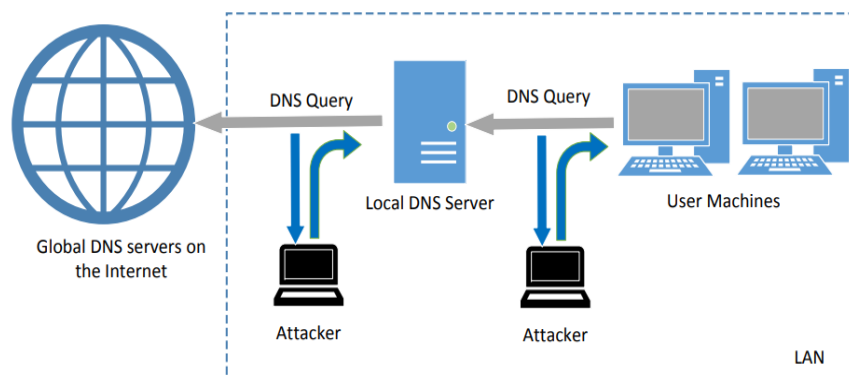 DNS Query
DNS Query
Local DNS Server
User Machines
Global DNS servers on
the Internet
Attacker
Attacker
LAN